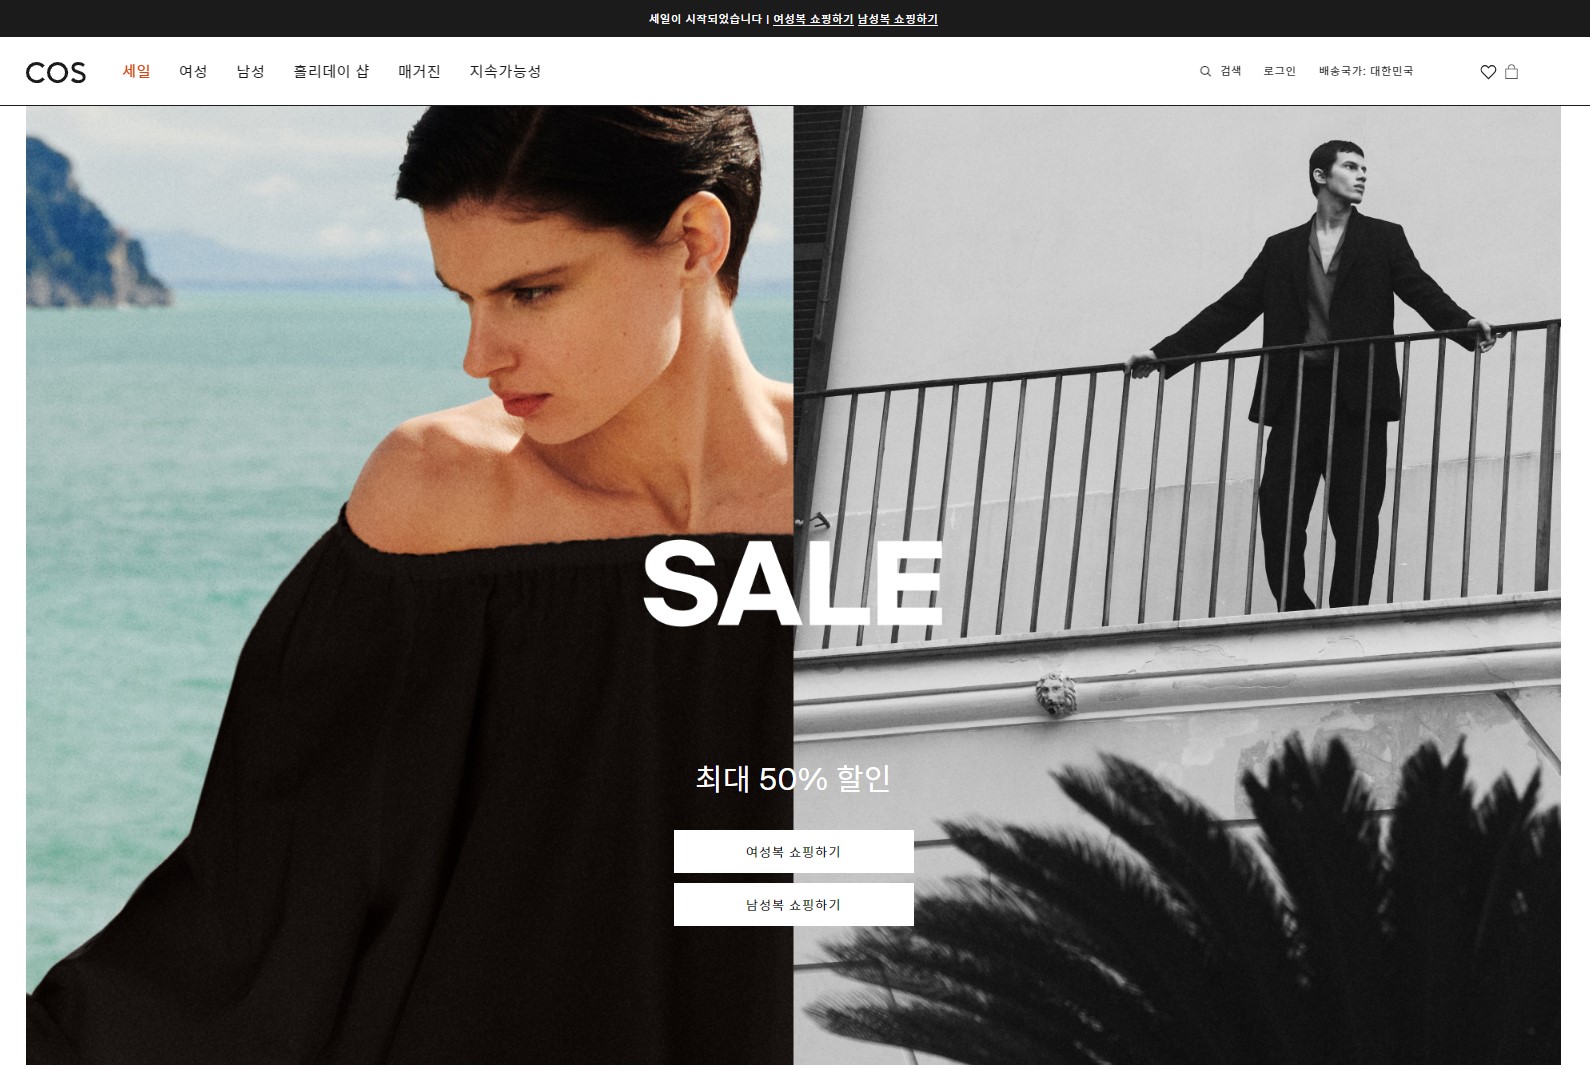 세일이 시작되었습니다 | 여성복 쇼핑하기 남성복 쇼핑하기
COS 세일 여성 남성 홀리데이 샵 매거진 지속가능성 검색 로그인 배송국가: 대한민국
SALE
최대 50% 할인
여성복 쇼핑하기
남성복 쇼핑하기